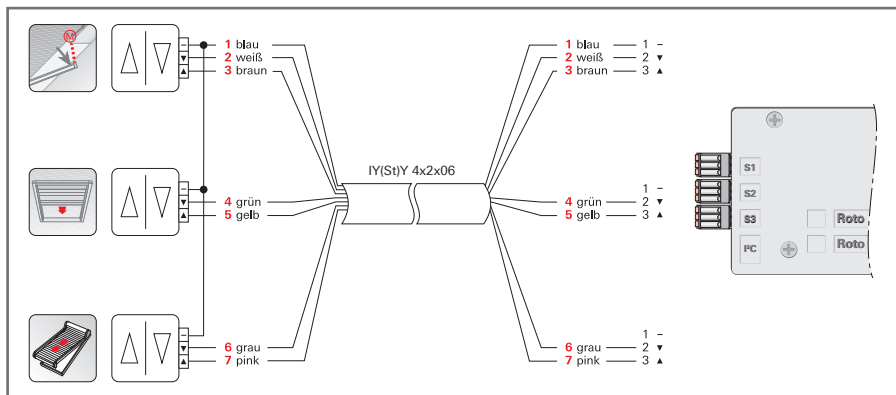 M
1 blau
2 weiß
3 braun
1 blau 1 –
2 weiß 2 ▼
3 braun 3 ▲
IY(St)Y 4x2x06
4 grün
5 gelb
1 –
4 grün 2 ▼
5 gelb 3 ▲
6 grau
7 pink
1 –
6 grau 2 ▼
7 pink 3 ▲
S1
S2
S3
Roto
I²C
Roto